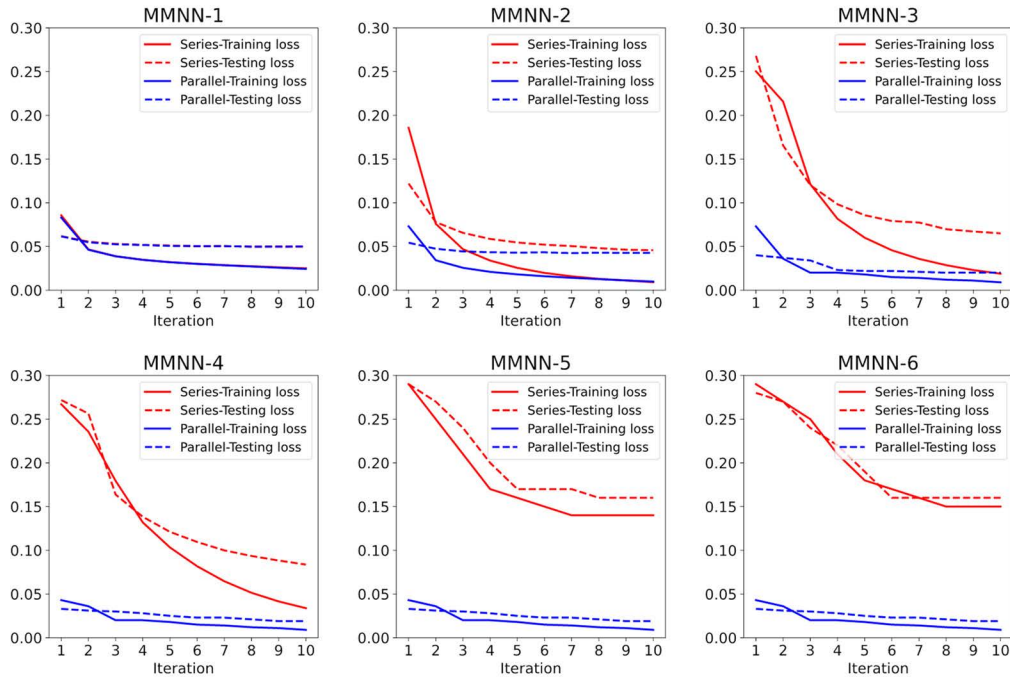 MMNN-1
0.30
0.25
0.20
0.15
0.10
0.05
0.00
Series-Training loss
Series-Testing loss
Parallel-Training loss
Parallel-Testing loss
1 2 3 4 5 6 7 8 9 10
Iteration
MMNN-2
0.30
0.25
0.20
0.15
0.10
0.05
0.00
Series-Training loss
Series-Testing loss
Parallel-Training loss
Parallel-Testing loss
1 2 3 4 5 6 7 8 9 10
Iteration
MMNN-3
0.30
0.25
0.20
0.15
0.10
0.05
0.00
Series-Training loss
Series-Testing loss
Parallel-Training loss
Parallel-Testing loss
1 2 3 4 5 6 7 8 9 10
Iteration
MMNN-4
0.30
0.25
0.20
0.15
0.10
0.05
0.00
Series-Training loss
Series-Testing loss
Parallel-Training loss
Parallel-Testing loss
1 2 3 4 5 6 7 8 9 10
Iteration
MMNN-5
0.30
0.25
0.20
0.15
0.10
0.05
0.00
Series-Training loss
Series-Testing loss
Parallel-Training loss
Parallel-Testing loss
1 2 3 4 5 6 7 8 9 10
Iteration
MMNN-6
0.30
0.25
0.20
0.15
0.10
0.05
0.00
Series-Training loss
Series-Testing loss
Parallel-Training loss
Parallel-Testing loss
1 2 3 4 5 6 7 8 9 10
Iteration